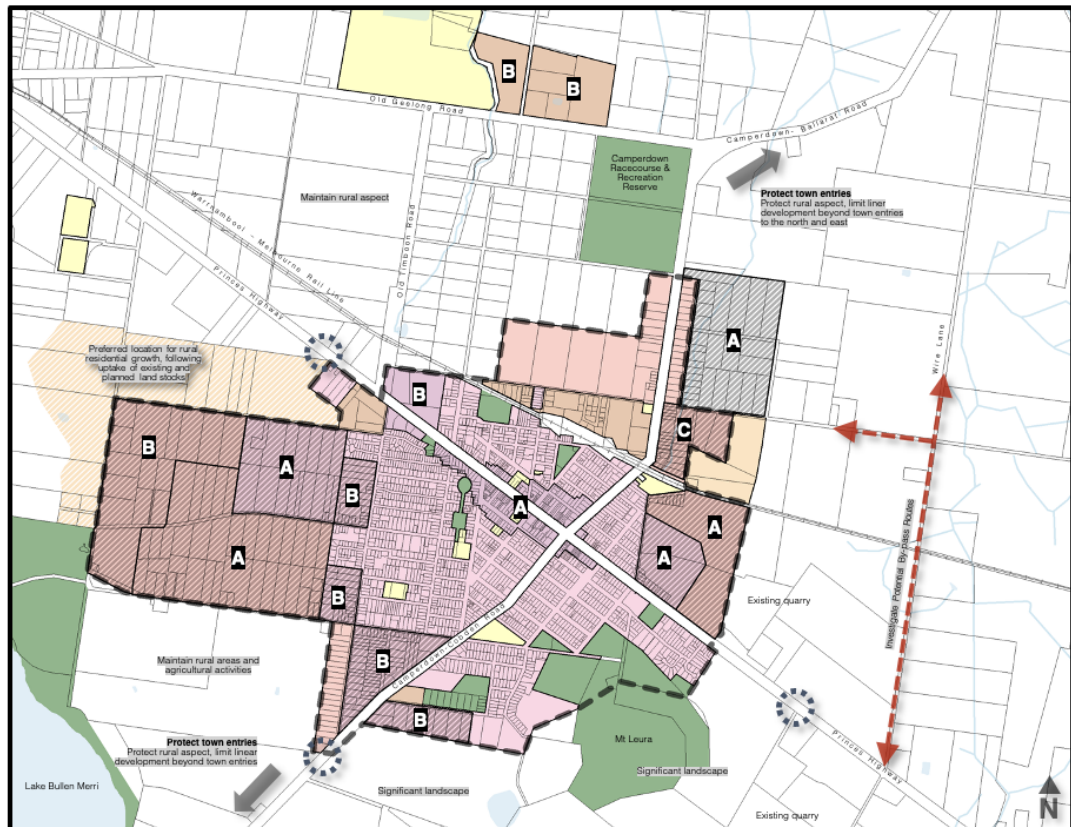 B
B
Old Geelong Road
Camperdown- Ballarat Road
Camperdown
Racecourse &
Recreation
Reserve
Protect town entries
Protect rural aspect, limit liner
development beyond town entries
to the north and east
Maintain rural aspect
Old Timboon Road
Warrnambool - Melbourne Rail Line
Princes Highway
Preferred location for rural
residential growth, following
uptake of existing and
planned land stocks
A
Wire Lane
B
C
B
A
B
A
A
A
A
B
Investigate Potential By-pass Routes
Existing quarry
Camperdown-Cobden Road
Maintain rural areas and
agricultural activities
B
B
Protect town entries
Protect rural aspect, limit linear
development beyond town entries
Mt Leura
Princes Highway
Lake Bullen Merri
Significant landscape
Significant landscape
Existing quarry
N